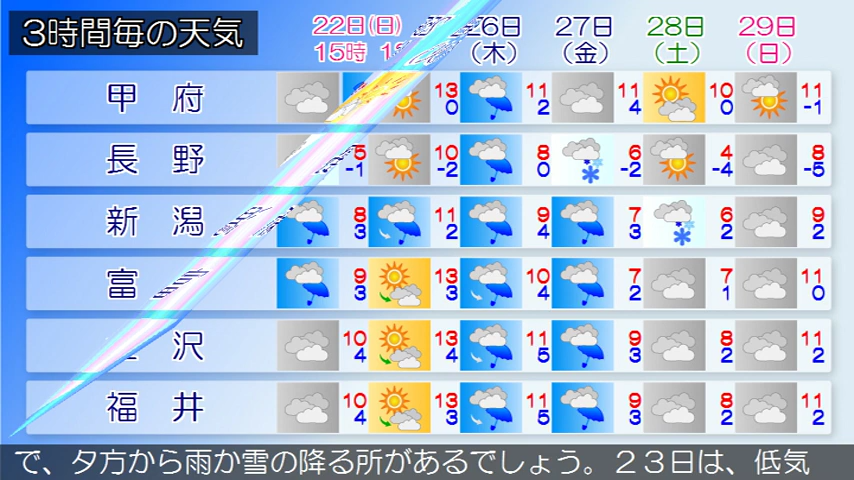 3時間毎の天気
22日(日) 26日 27日 28日 29日
15時 (木) (金) (土) (日)
甲府 13 0 11 2 11 4 10 0 11 -1
長野 5 -1 10 -2 8 0 6 -2 4 -4 8 -5
新潟 8 3 11 2 9 4 7 3 6 2 9 2
富 9 3 13 3 10 4 7 2 7 1 11 0
沢 10 4 13 4 11 5 9 3 8 2 11 2
福井 10 4 13 3 11 5 9 3 8 2 11 2
で、夕方から雨か雪の降る所があるでしょう。23日は、低気